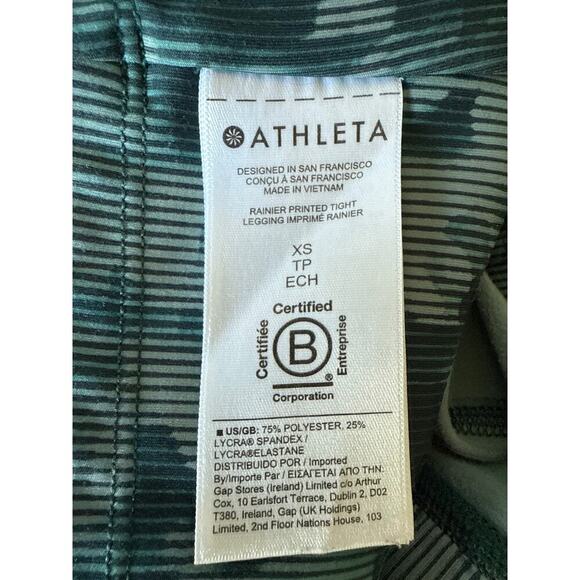 ATHLETA
DESIGNED IN SAN FRANCISCO
CONÇU À SAN FRANCISCO
MADE IN VIETNAM
RAINIER PRINTED TIGHT
LEGGING IMPRIMÉ RAINIER
XS
TP
ECH
Certified
Certifiée
B
Entreprise
®
Corporation
■ US/GB: 75% POLYESTER, 25%
LYCRA® SPANDEX /
LYCRA®ELASTANE
DISTRIBUIDO POR / Imported
By/Importe Par / ΕΙΣΑΓΕΤΑΙ ΑΠΟ ΤΗΝ:
Gap Stores (Ireland) Limited c/o Arthur
Cox, 10 Earlsfort Terrace, Dublin 2, D02
T380, Ireland, Gap (UK Holdings)
Limited, 2nd Floor Nations House, 103